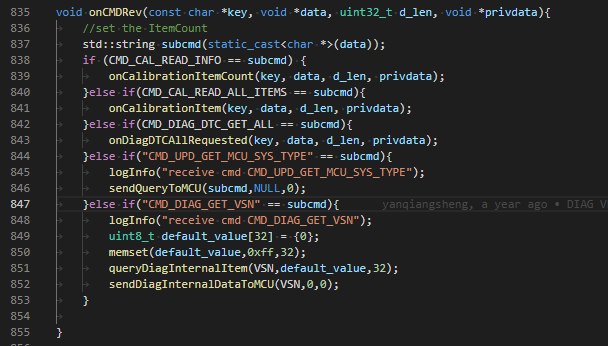 835 void onCMDRev(const char *key, void *data, uint32_t d_len, void *privdata){
836 //set the ItemCount
837 std::string subcmd(static_cast<char *>(data));
838 if (CMD_CAL_READ_INFO == subcmd) {
839 onCalibrationItemCount(key, data, d_len, privdata);
840 }else if(CMD_CAL_READ_ALL_ITEMS == subcmd){
841 onCalibrationItem(key, data, d_len, privdata);
842 }else if(CMD_DIAG_DTC_GET_ALL == subcmd){
843 onDiagDTCAllRequested(key, data, d_len, privdata);
844 }else if("CMD_UPD_GET_MCU_SYS_TYPE" == subcmd){
845 logInfo("receive cmd CMD_UPD_GET_MCU_SYS_TYPE");
846 sendQueryToMCU(subcmd,NULL,0);
847 }else if("CMD_DIAG_GET_VSN" == subcmd){ yanqiangsheng, a year ago • DIAG
848 logInfo("receive cmd CMD_DIAG_GET_VSN");
849 uint8_t default_value[32] = {0};
850 memset(default_value,0xff,32);
851 queryDiagInternalItem(VSN,default_value,32);
852 sendDiagInternalDataToMCU(VSN,0,0);
853 }
854
855 }